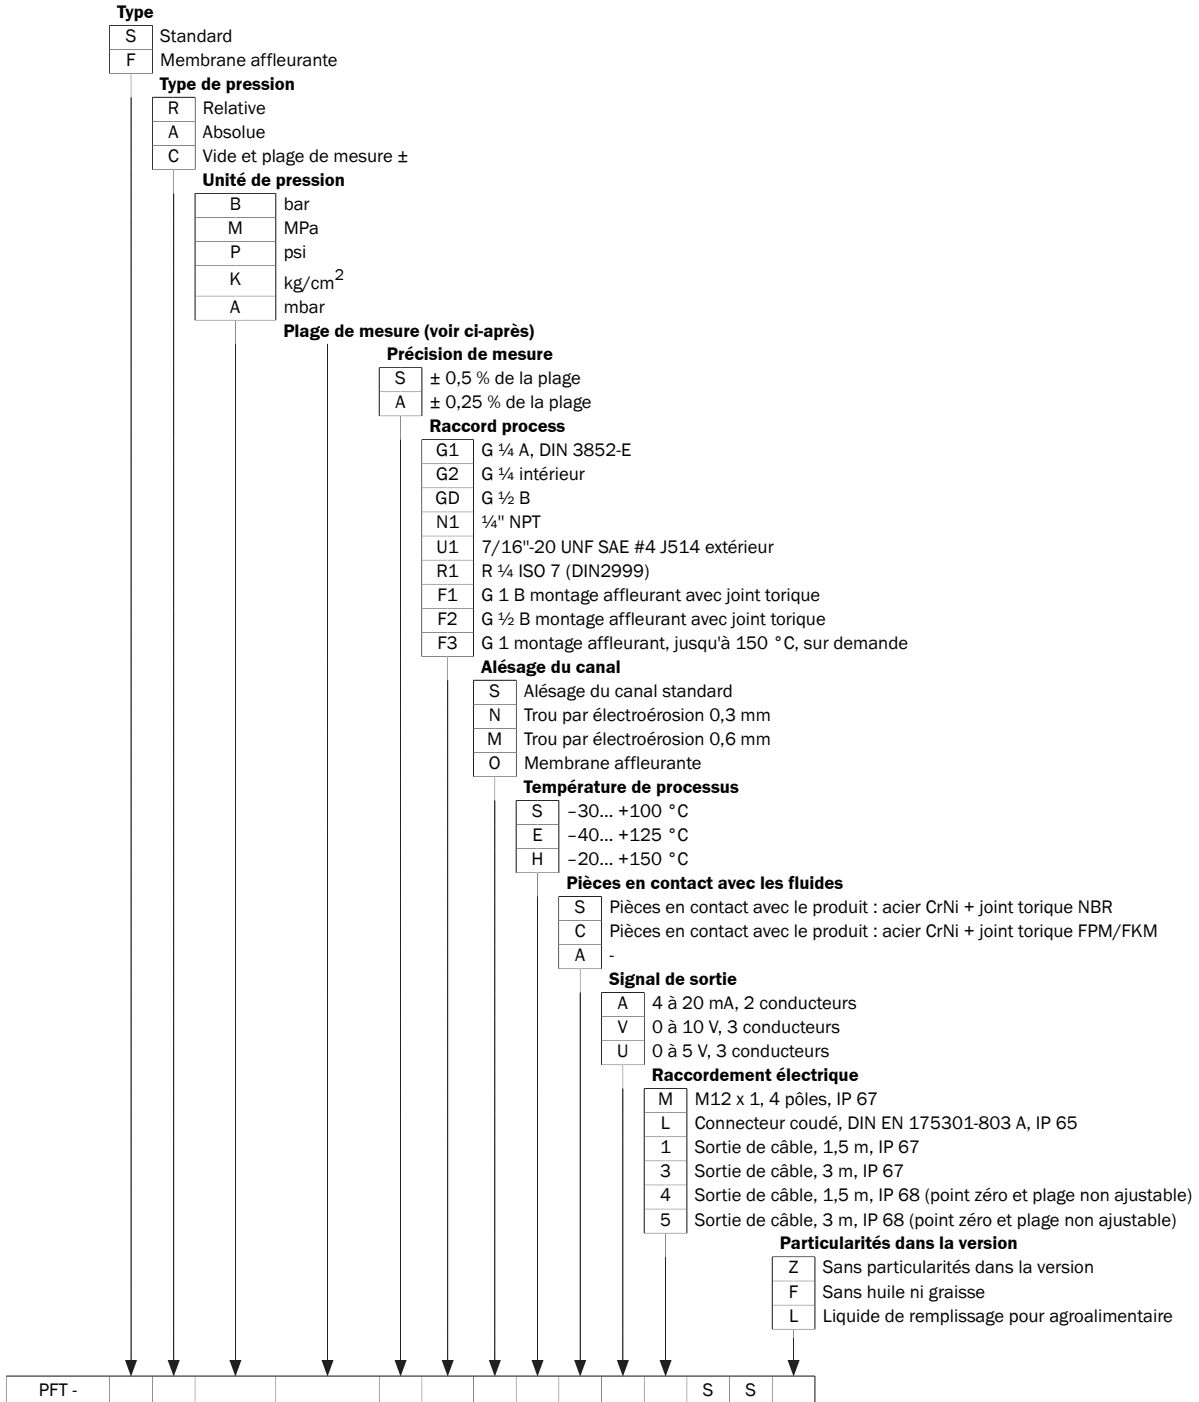 Type
S Standard
F Membrane affleurante
Type de pression
R Relative
A Absolue
C Vide et plage de mesure ±
Unité de pression
B bar
M MPa
P psi
K kg/cm²
A mbar
Plage de mesure (voir ci-après)
Précision de mesure
S ± 0,5 % de la plage
A ± 0,25 % de la plage
Raccord process
G1 G ¼ A, DIN 3852-E
G2 G ¼ intérieur
GD G ½ B
N1 ¼" NPT
U1 7/16"-20 UNF SAE #4 J514 extérieur
R1 R ¼ ISO 7 (DIN2999)
F1 G 1 B montage affleurant avec joint torique
F2 G ½ B montage affleurant avec joint torique
F3 G 1 montage affleurant, jusqu'à 150 °C, sur demande
Alésage du canal
S Alésage du canal standard
N Trou par électroérosion 0,3 mm
M Trou par électroérosion 0,6 mm
O Membrane affleurante
Température de processus
S –30... +100 °C
E –40... +125 °C
H –20... +150 °C
Pièces en contact avec les fluides
S Pièces en contact avec le produit : acier CrNi + joint torique NBR
C Pièces en contact avec le produit : acier CrNi + joint torique FPM/FKM
A -
Signal de sortie
A 4 à 20 mA, 2 conducteurs
V 0 à 10 V, 3 conducteurs
U 0 à 5 V, 3 conducteurs
Raccordement électrique
M M12 x 1, 4 pôles, IP 67
L Connecteur coudé, DIN EN 175301-803 A, IP 65
1 Sortie de câble, 1,5 m, IP 67
3 Sortie de câble, 3 m, IP 67
4 Sortie de câble, 1,5 m, IP 68 (point zéro et plage non ajustable)
5 Sortie de câble, 3 m, IP 68 (point zéro et plage non ajustable)
Particularités dans la version
Z Sans particularités dans la version
F Sans huile ni graisse
L Liquide de remplissage pour agroalimentaire
PFT - S S